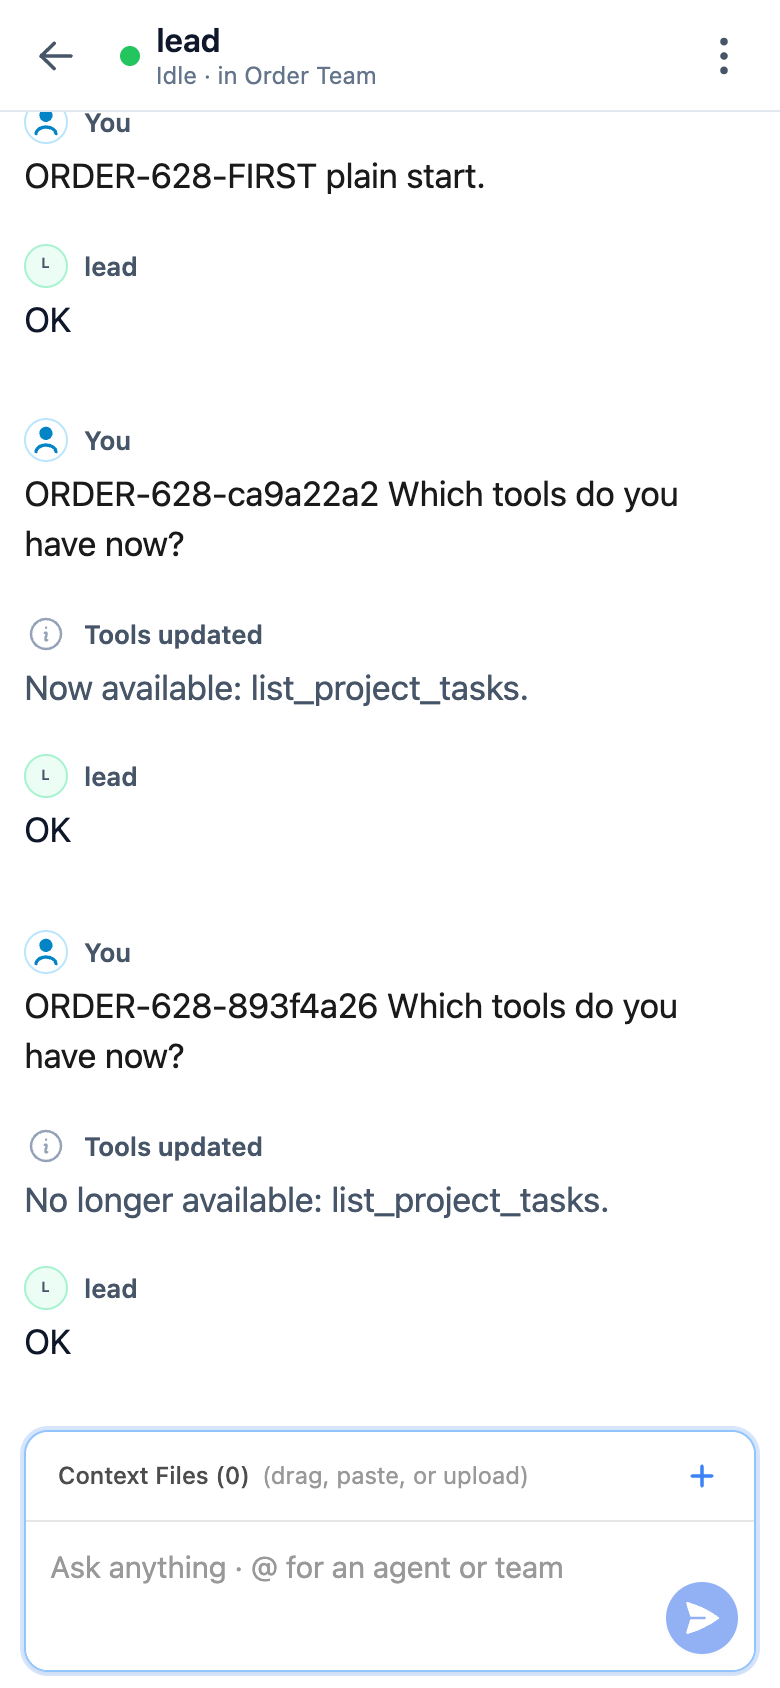 lead
Idle · in Order Team
You
ORDER-628-FIRST plain start.
L
lead
OK
You
ORDER-628-ca9a22a2 Which tools do you
have now?
Tools updated
Now available: list_project_tasks.
L
lead
OK
You
ORDER-628-893f4a26 Which tools do you
have now?
Tools updated
No longer available: list_project_tasks.
L
lead
OK
Context Files (0) (drag, paste, or upload)
Ask anything · @ for an agent or team